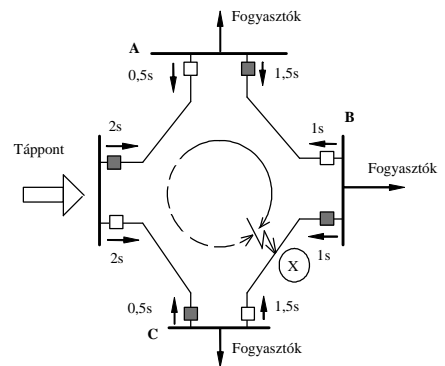 Fogyasztók
A
0,5s
1,5s
2s
1s
B
Táppont
Fogyasztók
2s
1s
X
0,5s
1,5s
C
Fogyasztók